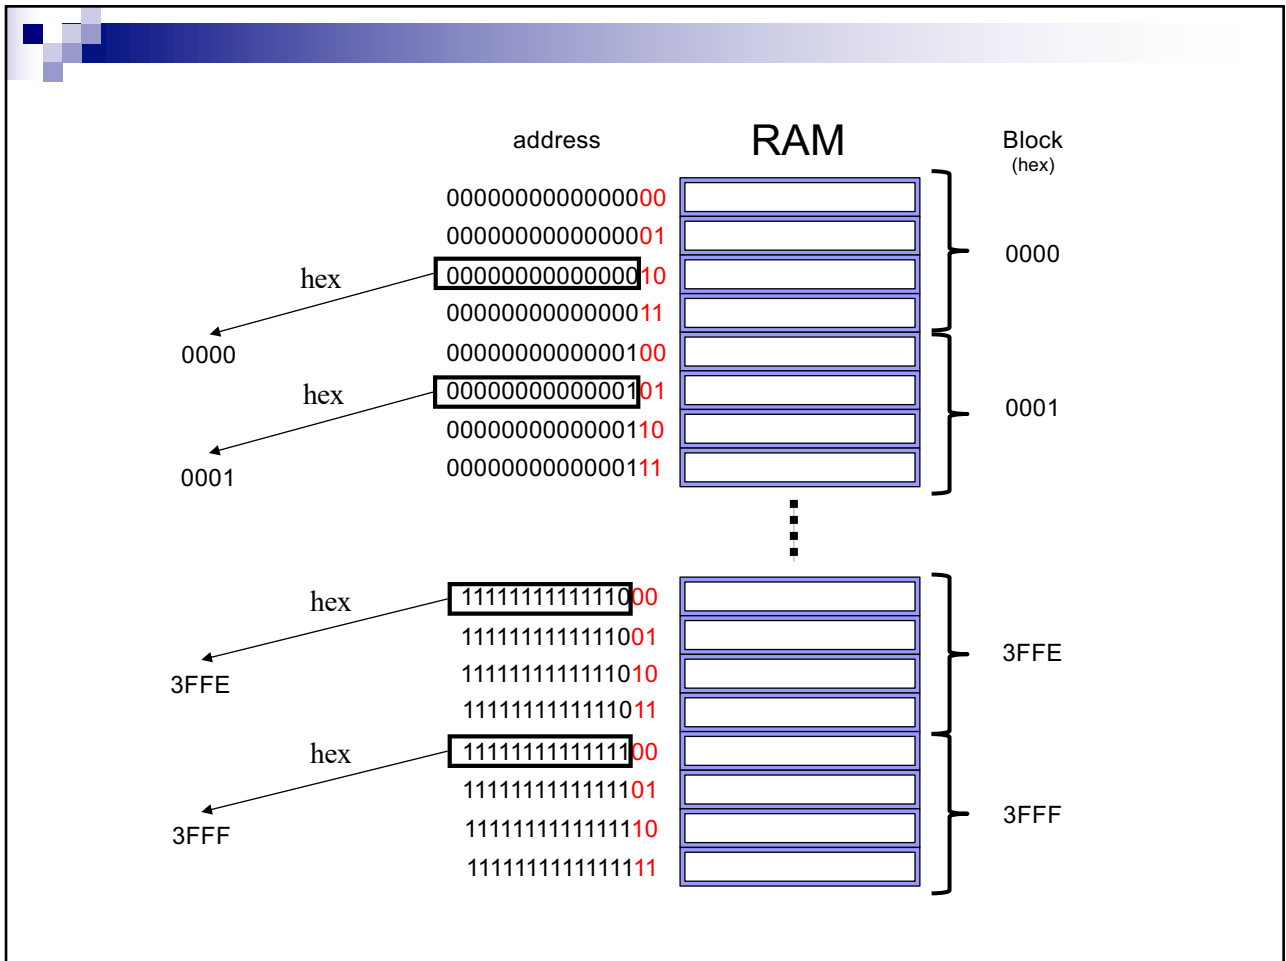 address RAM Block
(hex)
0000000000000000
0000000000000001
0000
hex 0000000000000010
0000000000000011
0000 0000000000000100
hex 0000000000000101
0001
0000000000000110
0001 0000000000000111
hex 1111111111111000
1111111111111001
3FFE
3FFE 1111111111111010
1111111111111011
hex 1111111111111100
1111111111111101
3FFF
3FFF 1111111111111110
1111111111111111